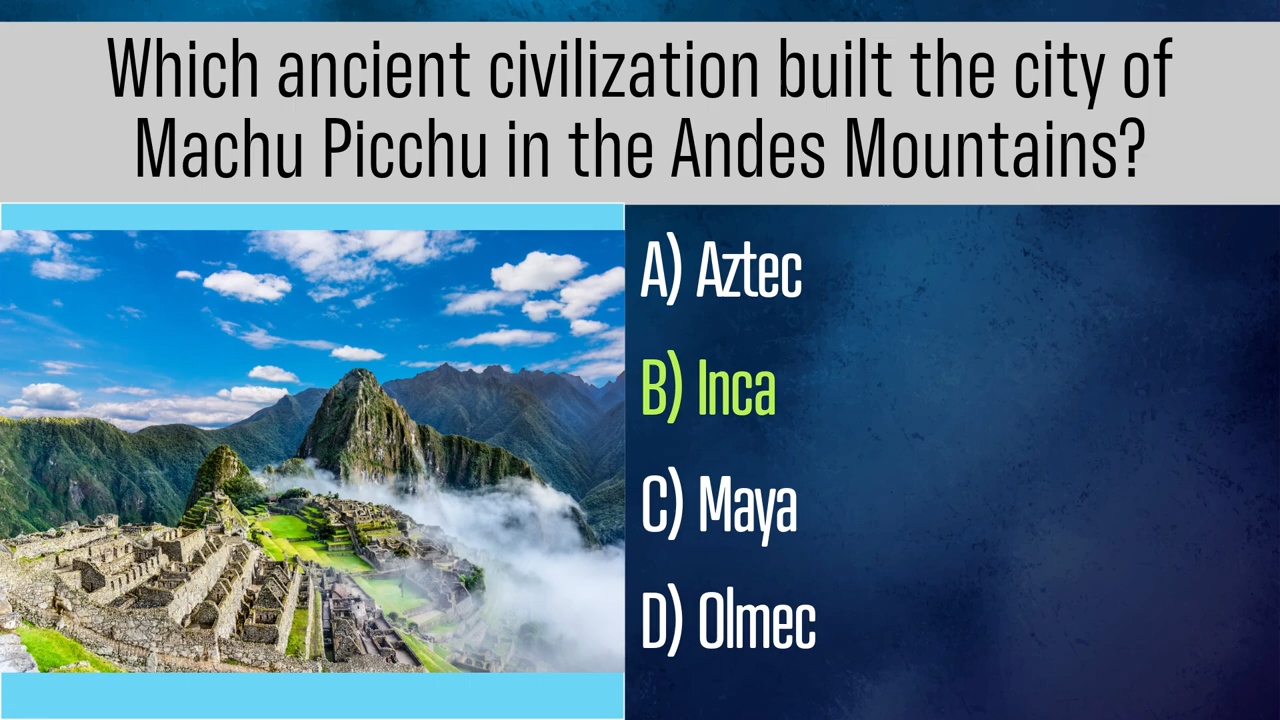 Which ancient civilization built the city of
Machu Picchu in the Andes Mountains?
A) Aztec
B) Inca
C) Maya
D) Olmec